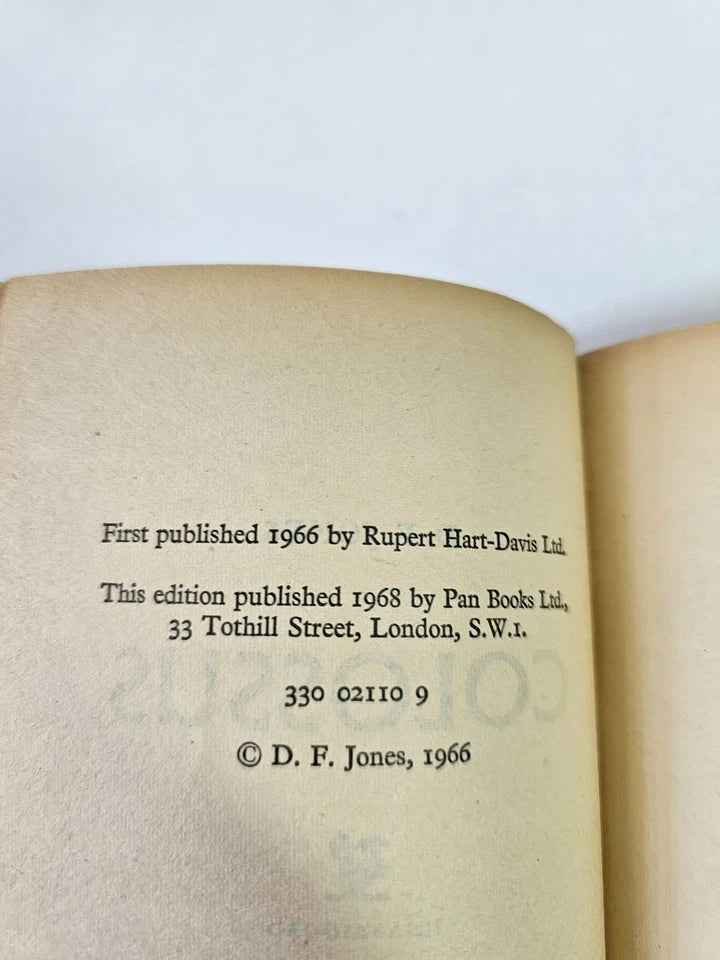 First published 1966 by Rupert Hart-Davis Ltd.
This edition published 1968 by Pan Books Ltd.,
33 Tothill Street, London, S.W.1.
330 02110 9
© D. F. Jones, 1966
COLOSSUS